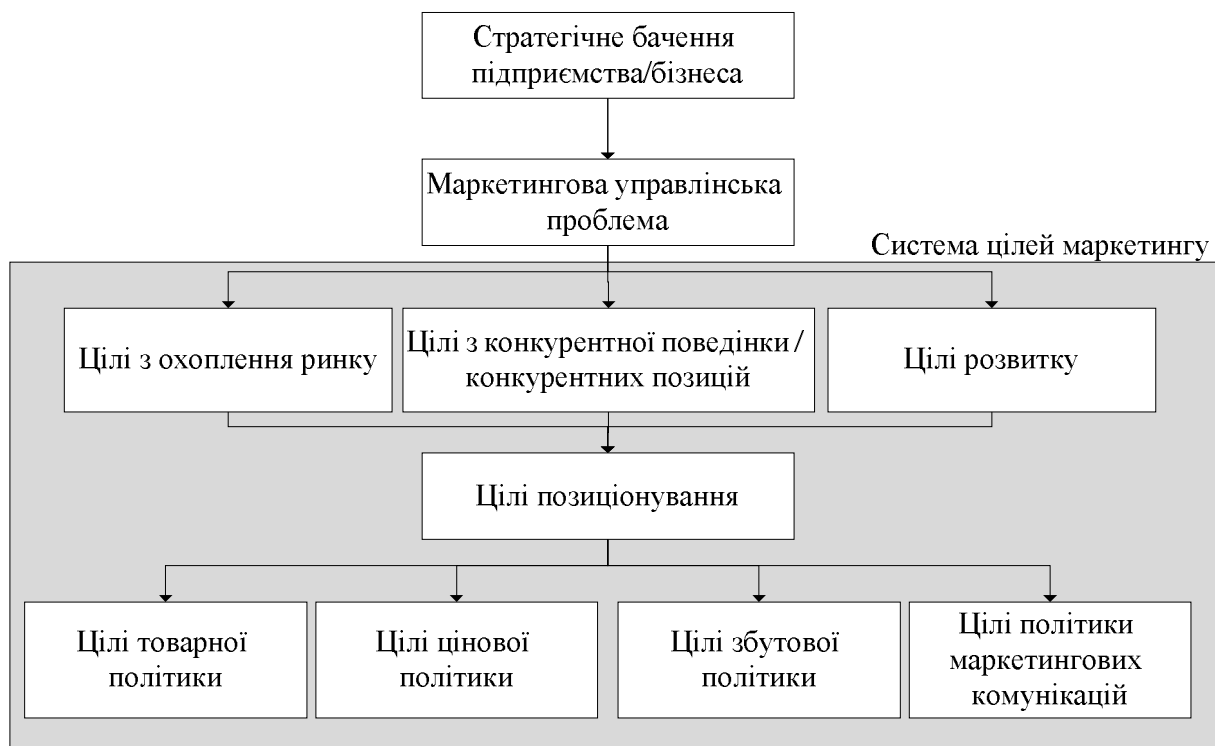 Стратегічне бачення
підприємства/бізнеса
Маркетингова управлінська
проблема
Система цілей маркетингу
Цілі з охоплення ринку
Цілі з конкурентної поведінки /
конкурентних позицій
Цілі розвитку
Цілі позиціонування
Цілі товарної
політики
Цілі цінової
політики
Цілі збутової
політики
Цілі політики
маркетингових
комунікацій